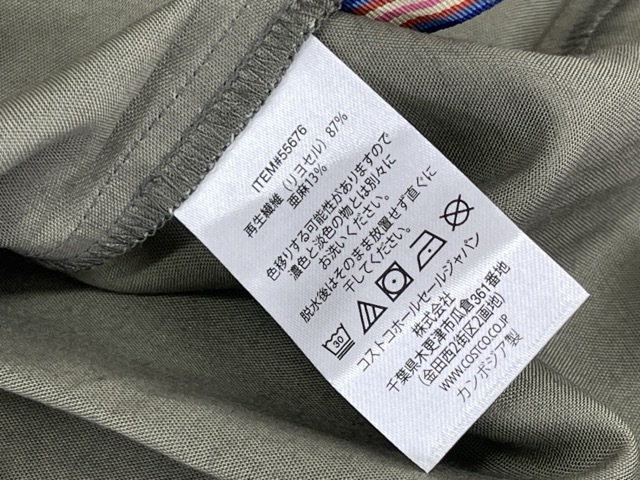 ITEM#55676
再生繊維（リヨセル）87%
亜麻13%
色移りする可能性がありますので
濃色と淡色の物とは別々に
お洗いください。
脱水後はそのまま放置せず直ぐに
干してください。
30
コストコホールセールジャパン
株式会社
千葉県木更津市瓜倉361番地
（金田西2街区2画地）
www.costco.co.jp
カンボジア製